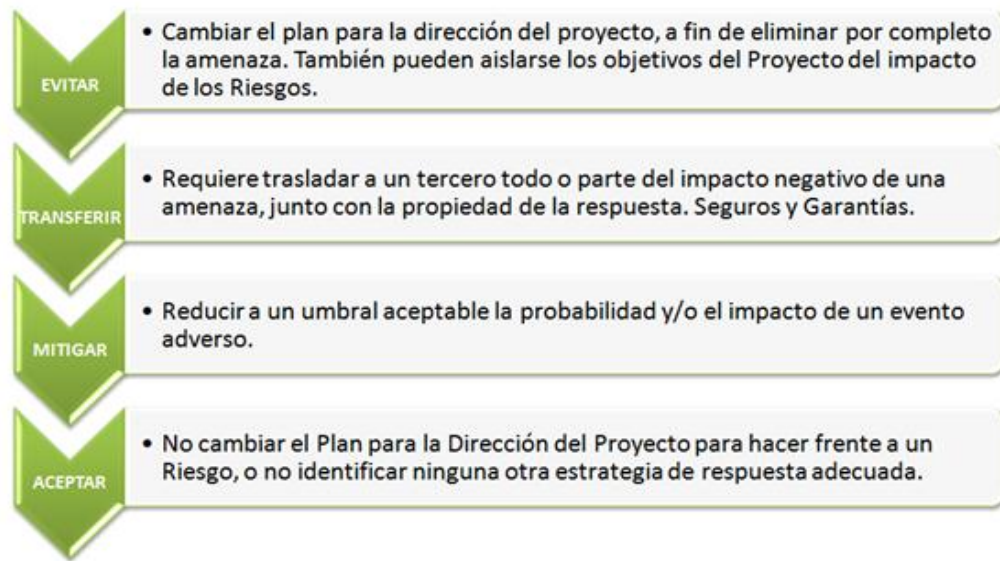 EVITAR
• Cambiar el plan para la dirección del proyecto, a fin de eliminar por completo
la amenaza. También pueden aislarse los objetivos del Proyecto del impacto
de los Riesgos.
TRANSFERIR
• Requiere trasladar a un tercero todo o parte del impacto negativo de una
amenaza, junto con la propiedad de la respuesta. Seguros y Garantías.
MITIGAR
• Reducir a un umbral aceptable la probabilidad y/o el impacto de un evento
adverso.
ACEPTAR
• No cambiar el Plan para la Dirección del Proyecto para hacer frente a un
Riesgo, o no identificar ninguna otra estrategia de respuesta adecuada.